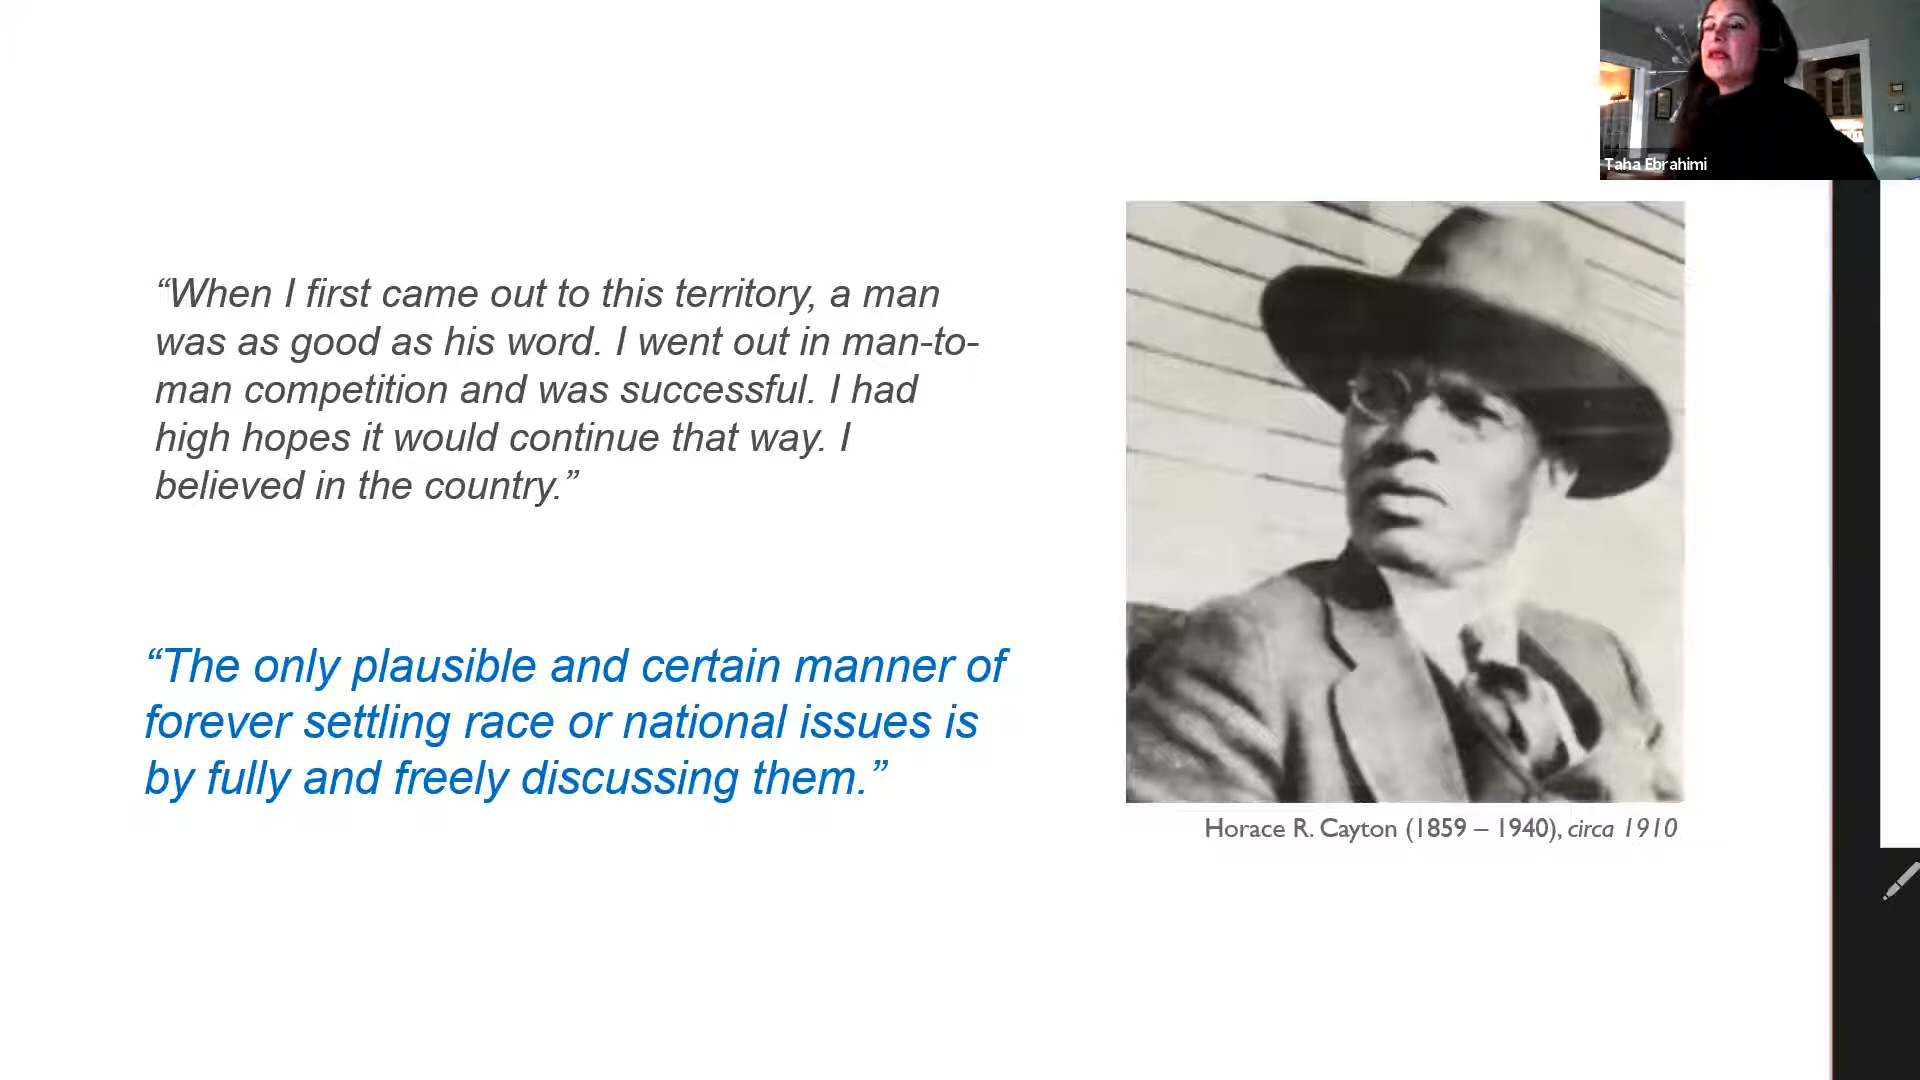 Taha Ebrahimi
“When I first came out to this territory, a man
was as good as his word. I went out in man-to-
man competition and was successful. I had
high hopes it would continue that way. I
believed in the country.”
“The only plausible and certain manner of
forever settling race or national issues is
by fully and freely discussing them.”
Horace R. Cayton (1859 – 1940), circa 1910